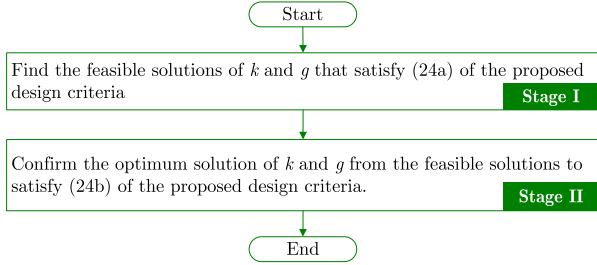 Start
Find the feasible solutions of k and g that satisfy (24a) of the proposed
design criteria
Stage I
Confirm the optimum solution of k and g from the feasible solutions to
satisfy (24b) of the proposed design criteria.
Stage II
End